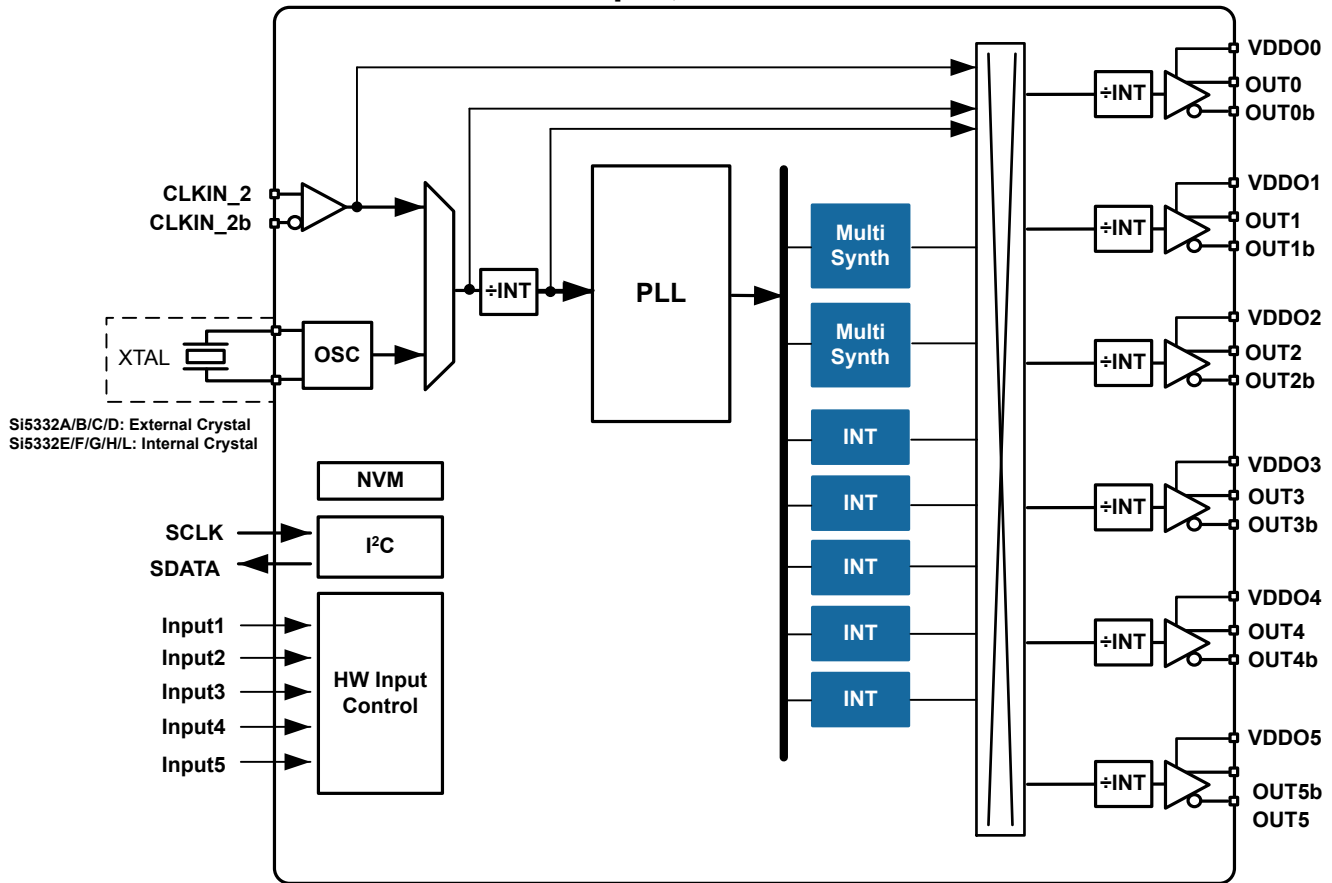 VDDO0
OUT0
OUT0b
÷INT
CLKIN_2
CLKIN_2b
VDDO1
OUT1
OUT1b
÷INT
Multi
Synth
÷INT
PLL
Multi
Synth
VDDO2
OUT2
OUT2b
÷INT
XTAL
OSC
Si5332A/B/C/D: External Crystal
Si5332E/F/G/H/L: Internal Crystal
INT
INT
INT
INT
INT
NVM
SCLK
SDATA
I²C
VDDO3
OUT3
OUT3b
÷INT
Input1
Input2
Input3
Input4
Input5
HW Input
Control
VDDO4
OUT4
OUT4b
÷INT
VDDO5
÷INT
OUT5b
OUT5